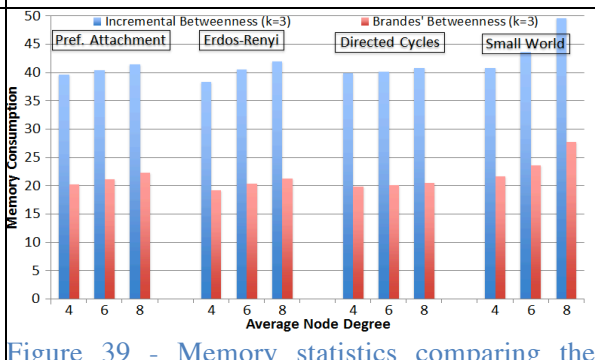 Incremental Betweenness (k=3) Brandes' Betweenness (k=3)
Pref. Attachment Erdos-Renyi Directed Cycles Small World
Memory Consumption
50
45
40
35
30
25
20
15
10
5
0
4 6 8 4 6 8 4 6 8 4 6 8
Average Node Degree
Figure 39 - Memory statistics comparing the